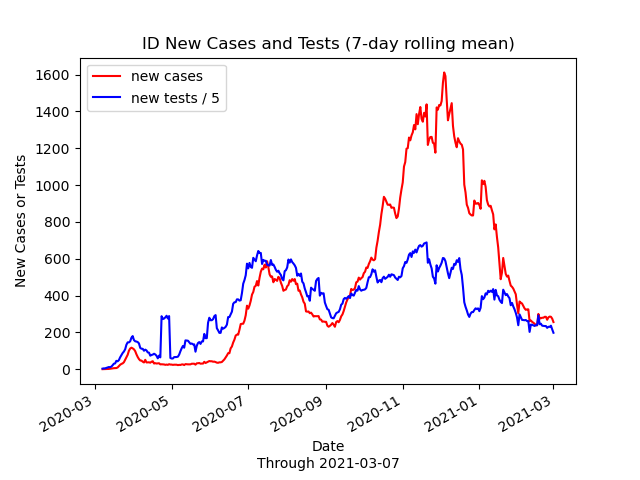 ID New Cases and Tests (7-day rolling mean)
new cases
new tests / 5
New Cases or Tests
1600
1400
1200
1000
800
600
400
200
0
2020-03
2020-05
2020-07
2020-09
2020-11
2021-01
2021-03
Date
Through 2021-03-07